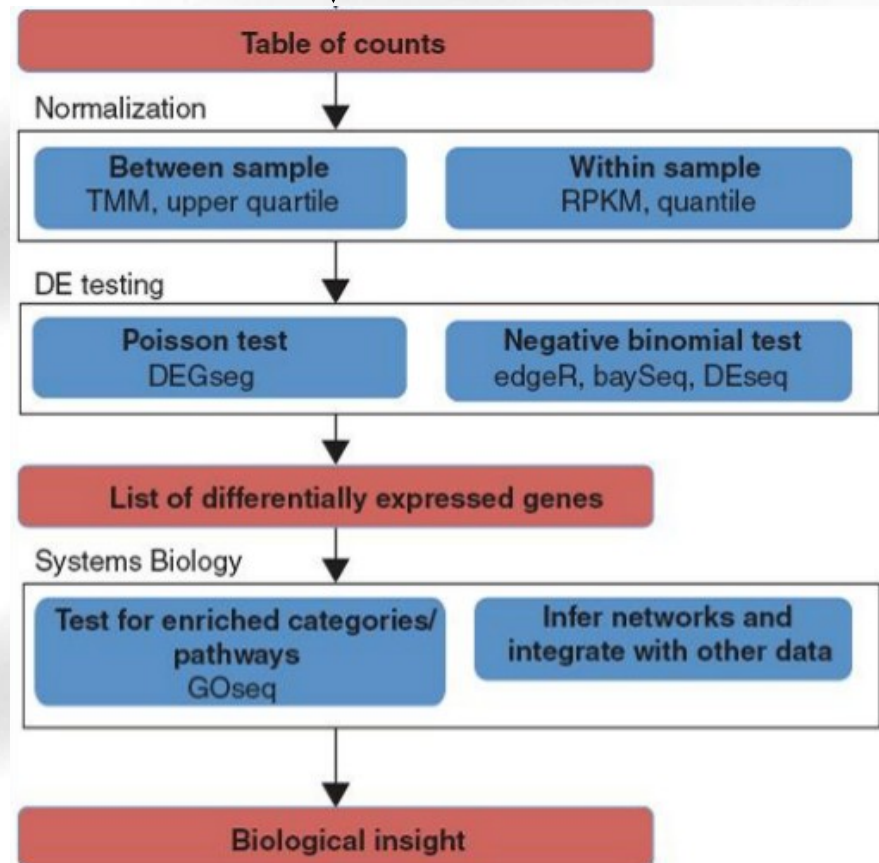 Table of counts
Normalization
Between sample
TMM, upper quartile
Within sample
RPKM, quantile
DE testing
Poisson test
DEGseg
Negative binomial test
edgeR, baySeq, DEseq
List of differentially expressed genes
Systems Biology
Test for enriched categories/
pathways
GOseq
Infer networks and
integrate with other data
Biological insight